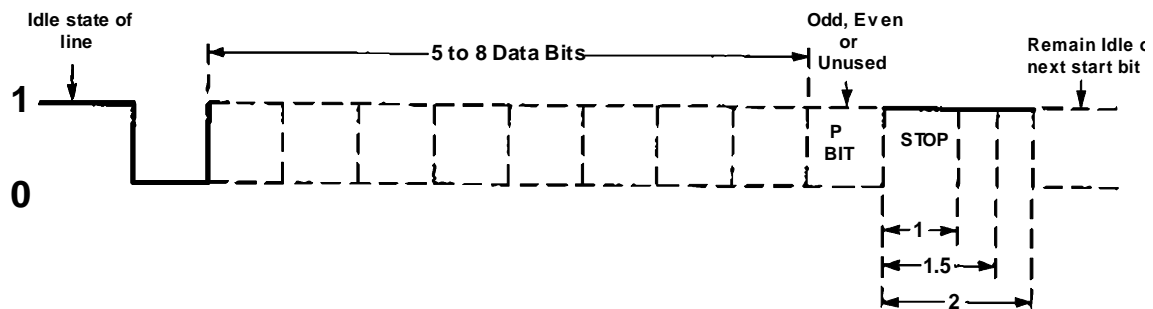 Idle state of
line
5 to 8 Data Bits
Odd, Even
or
Unused
Remain Idle
next start bit
1
0
P
BIT
STOP
1
1.5
2